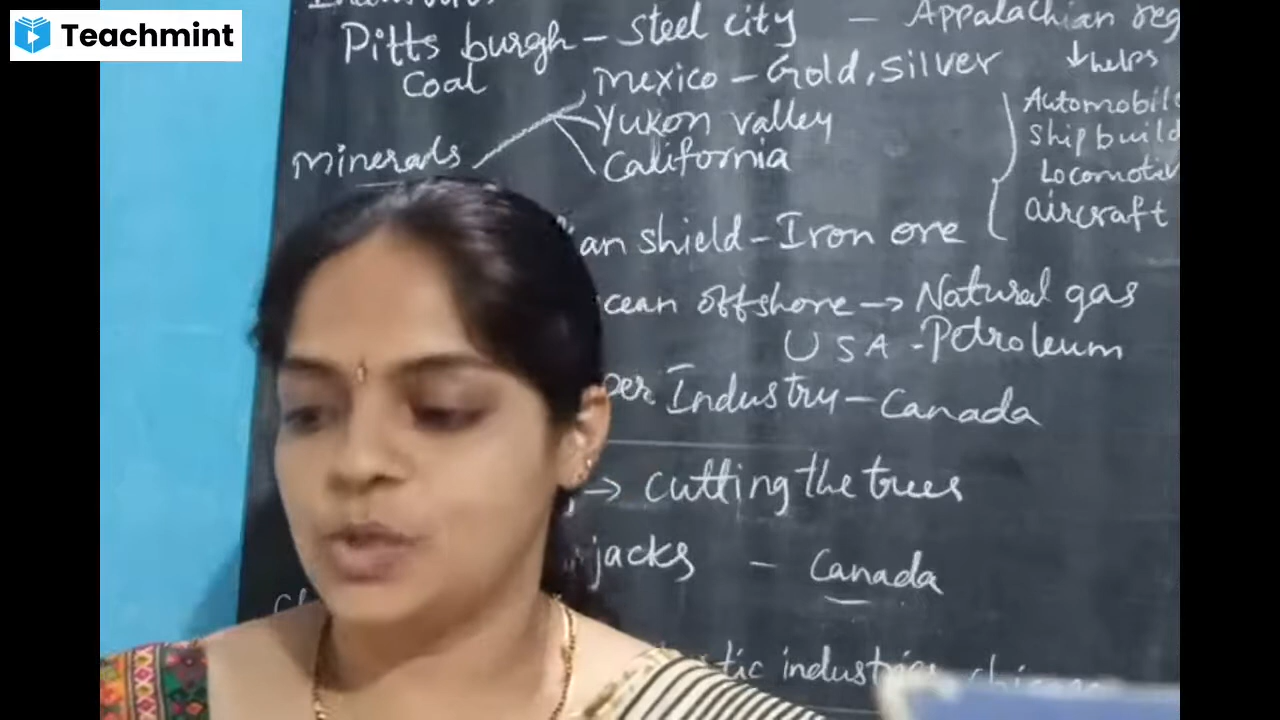 Teachmint
Pitts burgh - Steel city - Appalachian reg
Coal
↓ helps
Mexico - Gold, Silver
Yukon valley
California
Minerals
Automobile
Ship build
Locomotiv
aircraft
ian shield - Iron ore
cean offshore → Natural gas
USA - Petroleum
per Industry - Canada
→ Cutting the trees
jacks - Canada
tic industries